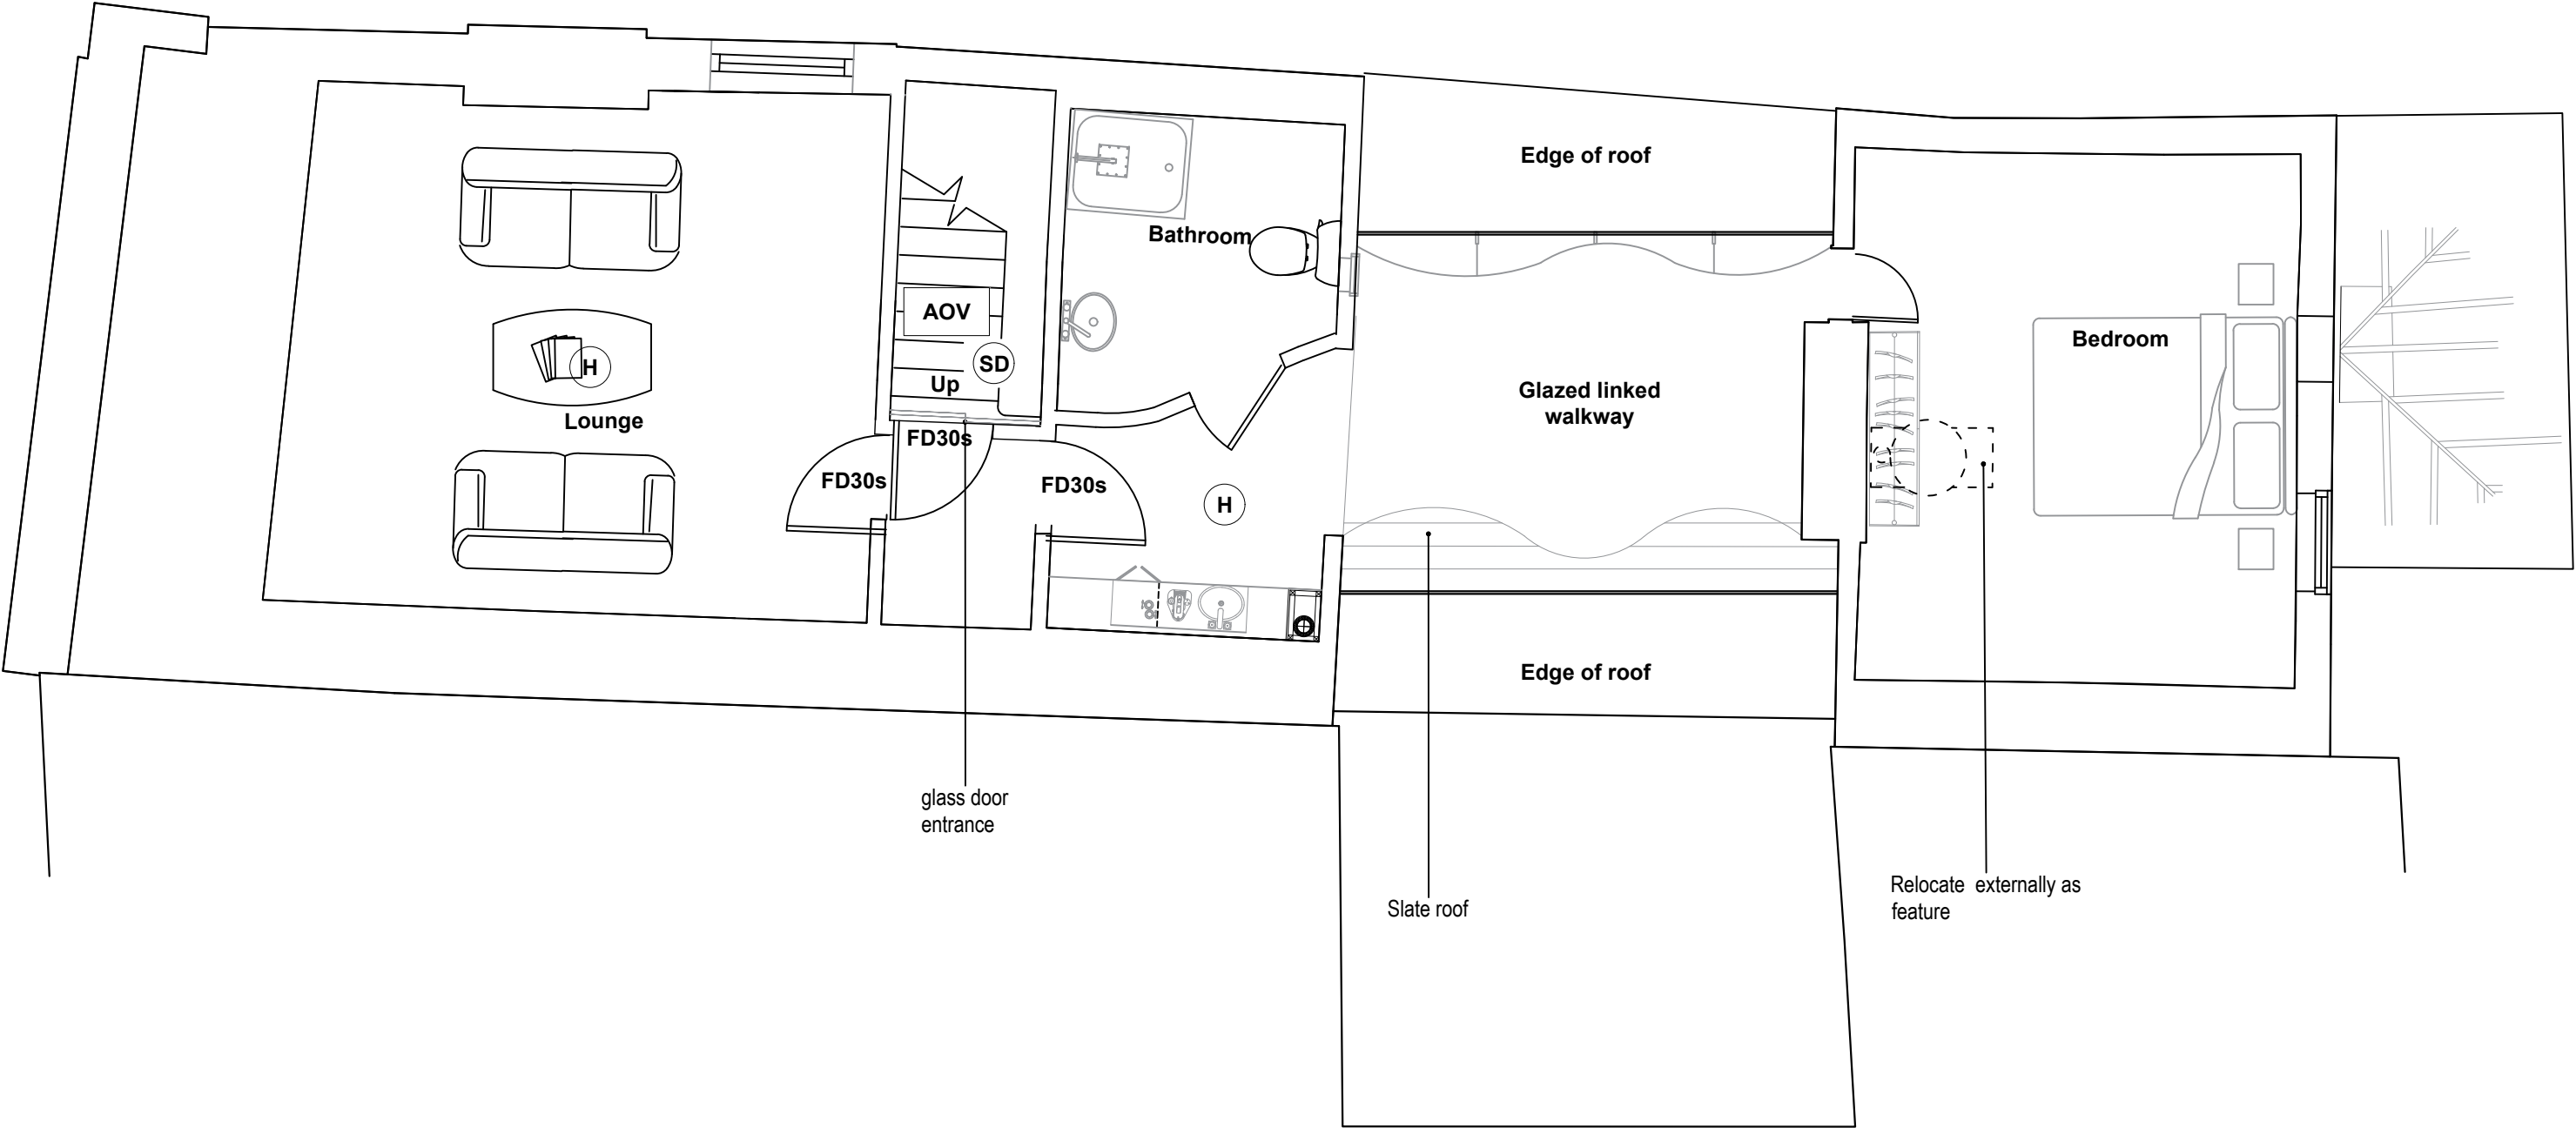 Edge of roof
Bathroom
AOV
H
SD
Up
Lounge
Bedroom
Glazed linked
walkway
FD30s
FD30s
FD30s
H
Edge of roof
glass door
entrance
Slate roof
Relocate externally as
feature